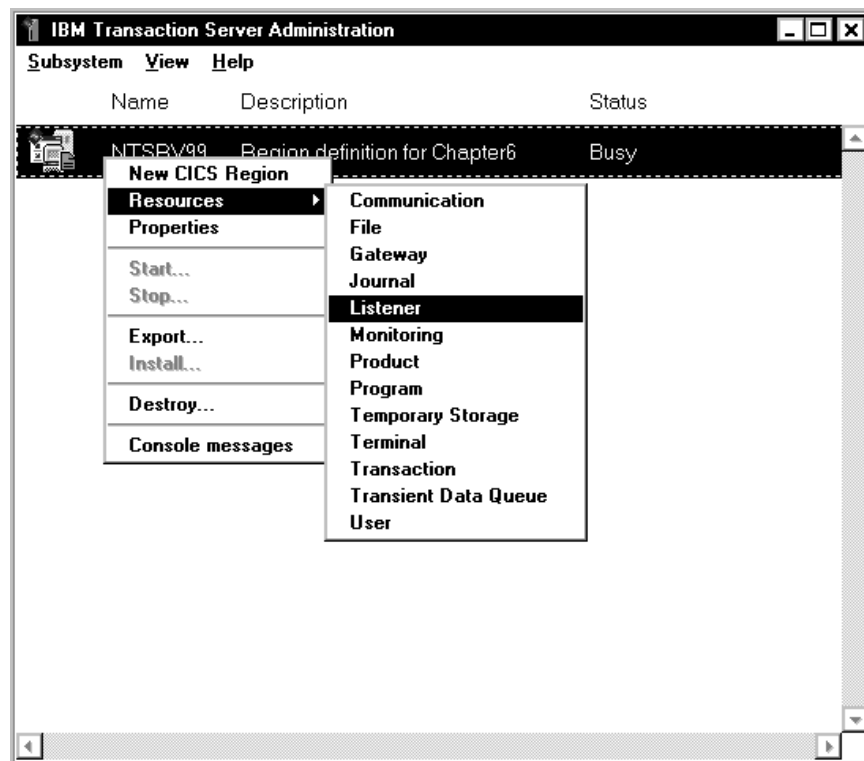 IBM Transaction Server Administration
Subsystem View Help
Name Description Status
NTSRV99 Region definition for Chapter6 Busy
New CICS Region
Resources
Properties
Start...
Stop...
Export...
Install...
Destroy...
Console messages
Communication
File
Gateway
Journal
Listener
Monitoring
Product
Program
Temporary Storage
Terminal
Transaction
Transient Data Queue
User